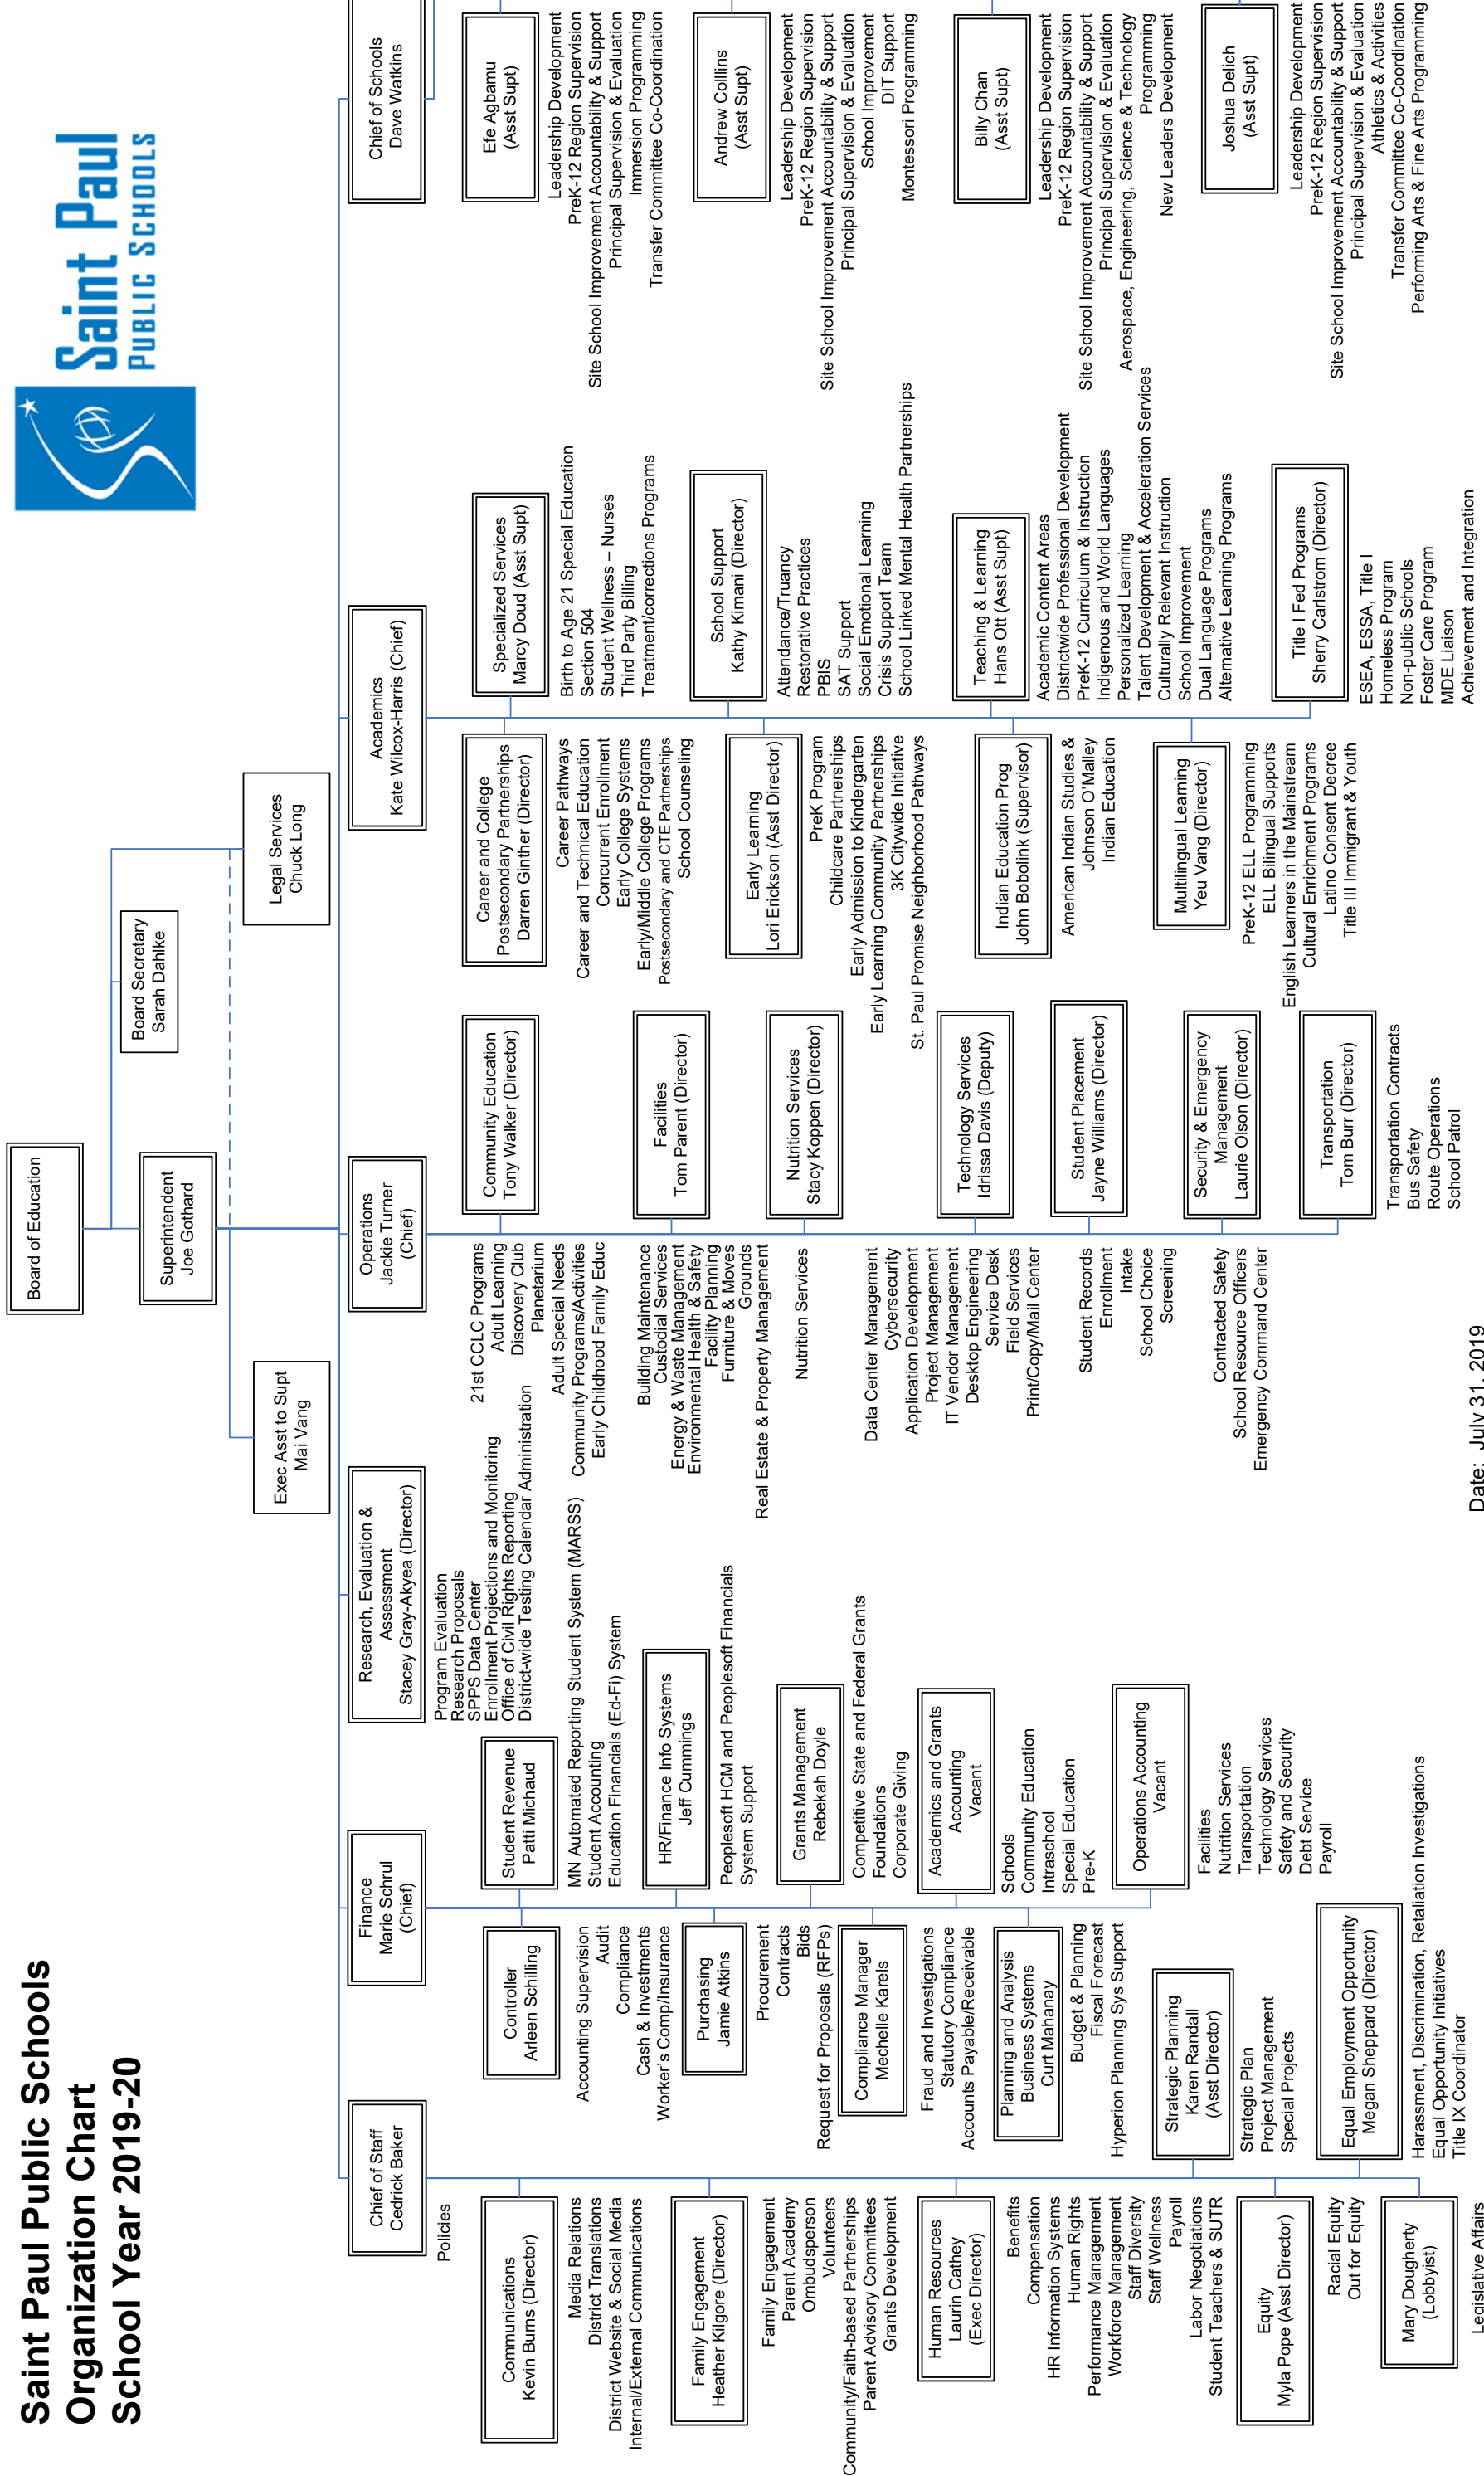 Saint Paul Public Schools
Organization Chart
School Year 2019-20
Saint Paul
PUBLIC SCHOOLS
Board of Education
Superintendent
Joe Gothard
Board Secretary
Sarah Dahlke
Exec Asst to Supt
Mai Vang
Legal Services
Chuck Long
Chief of Staff
Cedrick Baker
Policies
Communications
Kevin Burns (Director)
Media Relations
District Translations
District Website & Social Media
Internal/External Communications
Family Engagement
Heather Kilgore (Director)
Family Engagement
Parent Academy
Ombudsperson
Volunteers
Community/Faith-based Partnerships
Parent Advisory Committees
Grants Development
Human Resources
Laurin Cathey
(Exec Director)
Benefits
Compensation
HR Information Systems
Human Rights
Performance Management
Workforce Management
Staff Diversity
Staff Wellness
Payroll
Labor Negotiations
Student Teachers & SUTR
Strategic Planning
Karen Randall
(Asst Director)
Strategic Plan
Project Management
Special Projects
Equity
Myla Pope (Asst Director)
Racial Equity
Out for Equity
Equal Employment Opportunity
Megan Sheppard (Director)
Harassment, Discrimination, Retaliation Investigations
Equal Opportunity Initiatives
Title IX Coordinator
Mary Dougherty
(Lobbyist)
Legislative Affairs
Finance
Marie Schrul
(Chief)
Controller
Arleen Schilling
Accounting Supervision
Audit
Compliance
Cash & Investments
Worker's Comp/Insurance
Student Revenue
Patti Michaud
MN Automated Reporting Student System (MARSS)
Student Accounting
Education Financials (Ed-Fi) System
HR/Finance Info Systems
Jeff Cummings
Peoplesoft HCM and Peoplesoft Financials
System Support
Purchasing
Jamie Atkins
Procurement
Contracts
Bids
Request for Proposals (RFPs)
Grants Management
Rebekah Doyle
Competitive State and Federal Grants
Foundations
Corporate Giving
Compliance Manager
Mechelle Karels
Fraud and Investigations
Statutory Compliance
Accounts Payable/Receivable
Academics and Grants
Accounting
Vacant
Schools
Community Education
Intraschool
Special Education
Pre-K
Planning and Analysis
Business Systems
Curt Mahanay
Budget & Planning
Fiscal Forecast
Hyperion Planning Sys Support
Operations Accounting
Vacant
Facilities
Nutrition Services
Transportation
Technology Services
Safety and Security
Debt Service
Payroll
Research, Evaluation &
Assessment
Stacey Gray-Akyea (Director)
Program Evaluation
Research Proposals
SPPS Data Center
Enrollment Projections and Monitoring
Office of Civil Rights Reporting
District-wide Testing Calendar Administration
Operations
Jackie Turner
(Chief)
Community Education
Tony Walker (Director)
21st CCLC Programs
Adult Learning
Discovery Club
Planetarium
Adult Special Needs
Community Programs/Activities
Early Childhood Family Educ
Facilities
Tom Parent (Director)
Building Maintenance
Custodial Services
Energy & Waste Management
Environmental Health & Safety
Facility Planning
Furniture & Moves
Grounds
Real Estate & Property Management
Nutrition Services
Stacy Koppen (Director)
Nutrition Services
Technology Services
Idrissa Davis (Deputy)
Data Center Management
Cybersecurity
Application Development
Project Management
IT Vendor Management
Desktop Engineering
Service Desk
Field Services
Print/Copy/Mail Center
Student Placement
Jayne Williams (Director)
Student Records
Enrollment
Intake
School Choice
Screening
Security & Emergency
Management
Laurie Olson (Director)
Contracted Safety
School Resource Officers
Emergency Command Center
Transportation
Tom Burr (Director)
Transportation Contracts
Bus Safety
Route Operations
School Patrol
Academics
Kate Wilcox-Harris (Chief)
Career and College
Postsecondary Partnerships
Darren Ginther (Director)
Career Pathways
Career and Technical Education
Concurrent Enrollment
Early College Systems
Early/Middle College Programs
Postsecondary and CTE Partnerships
School Counseling
Specialized Services
Marcy Doud (Asst Supt)
Birth to Age 21 Special Education
Section 504
Student Wellness – Nurses
Third Party Billing
Treatment/corrections Programs
Early Learning
Lori Erickson (Asst Director)
PreK Program
Childcare Partnerships
Early Admission to Kindergarten
Early Learning Community Partnerships
3K Citywide Initiative
St. Paul Promise Neighborhood Pathways
School Support
Kathy Kimani (Director)
Attendance/Truancy
Restorative Practices
PBIS
SAT Support
Social Emotional Learning
Crisis Support Team
School Linked Mental Health Partnerships
Indian Education Prog
John Bobolink (Supervisor)
American Indian Studies &
Johnson O'Malley
Indian Education
Teaching & Learning
Hans Ott (Asst Supt)
Academic Content Areas
Districtwide Professional Development
PreK-12 Curriculum & Instruction
Indigenous and World Languages
Personalized Learning
Talent Development & Acceleration Services
Culturally Relevant Instruction
School Improvement
Dual Language Programs
Alternative Learning Programs
Multilingual Learning
Yeu Vang (Director)
PreK-12 ELL Programming
ELL Bilingual Supports
English Learners in the Mainstream
Cultural Enrichment Programs
Latino Consent Decree
Title III Immigrant & Youth
Title I Fed Programs
Sherry Carlstrom (Director)
ESEA, ESSA, Title I
Homeless Program
Non-public Schools
Foster Care Program
MDE Liaison
Achievement and Integration
Chief of Schools
Dave Watkins
Efe Agbamu
(Asst Supt)
Leadership Development
PreK-12 Region Supervision
Site School Improvement Accountability & Support
Principal Supervision & Evaluation
Immersion Programming
Transfer Committee Co-Coordination
Andrew Colllins
(Asst Supt)
Leadership Development
PreK-12 Region Supervision
Site School Improvement Accountability & Support
Principal Supervision & Evaluation
School Improvement
DIT Support
Montessori Programming
Billy Chan
(Asst Supt)
Leadership Development
PreK-12 Region Supervision
Site School Improvement Accountability & Support
Principal Supervision & Evaluation
Aerospace, Engineering, Science & Technology
Programming
New Leaders Development
Joshua Delich
(Asst Supt)
Leadership Development
PreK-12 Region Supervision
Site School Improvement Accountability & Support
Principal Supervision & Evaluation
Athletics & Activities
Transfer Committee Co-Coordination
Performing Arts & Fine Arts Programming
Date: July 31, 2019